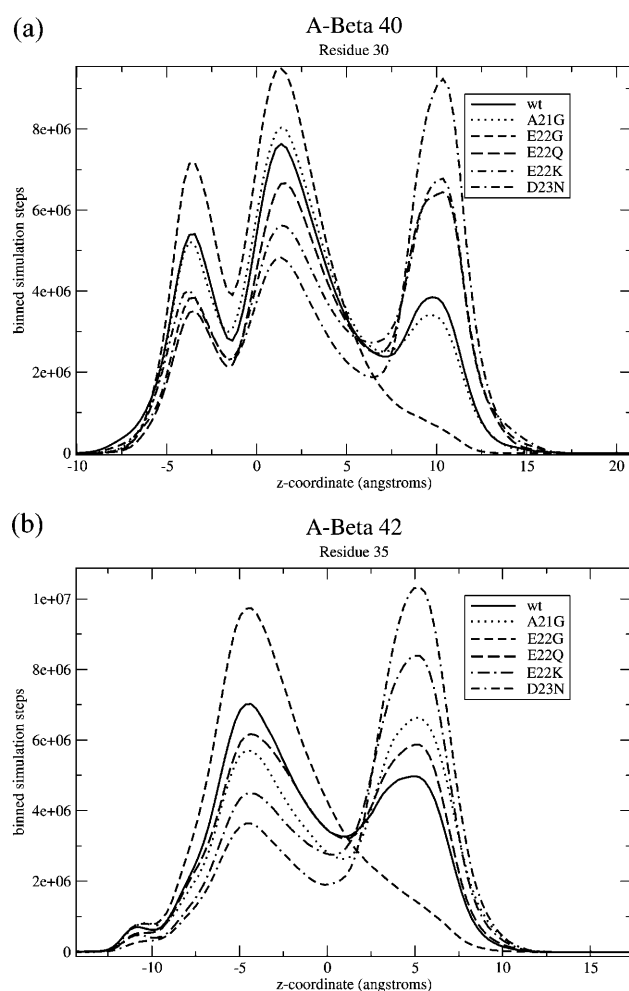 (a)
A-Beta 40
Residue 30
wt
A21G
E22G
E22Q
E22K
D23N
8e+06
6e+06
4e+06
2e+06
0
binned simulation steps
-10
-5
0
5
10
15
20
z-coordinate (angstroms)
(b)
A-Beta 42
Residue 35
wt
A21G
E22G
E22Q
E22K
D23N
1e+07
8e+06
6e+06
4e+06
2e+06
0
binned simulation steps
-10
-5
0
5
10
15
z-coordinate (angstroms)